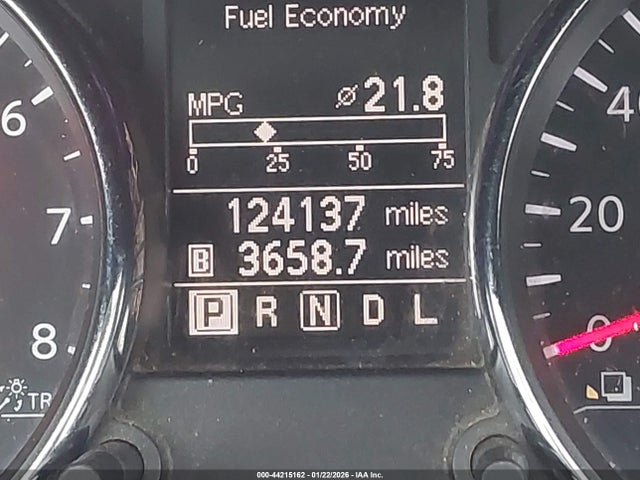 Fuel Economy
MPG ⌀21.8
0 25 50 75
124137 miles
B 3658.7 miles
P R N D L
6
7
8
TR
40
20
0
000-44215162 - 01/22/2026 - IAA Inc.